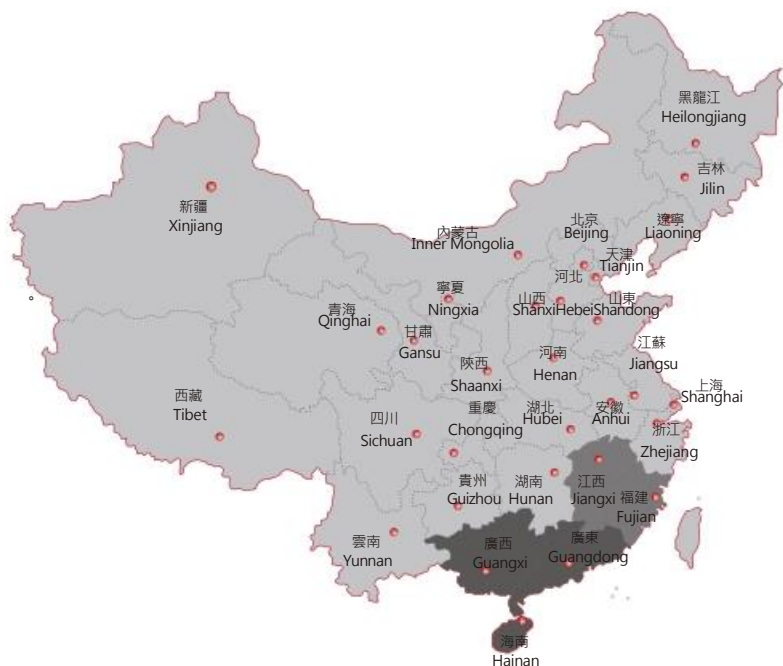 黑龍江
Heilongjiang
吉林
Jilin
新疆
Xinjiang
北京
Beijing
遼寧
Liaoning
內蒙古
Inner Mongolia
天津
Tianjin
河北
Hebei
寧夏
Ningxia
山西
Shanxi
山東
Shandong
青海
Qinghai
甘肅
Gansu
江蘇
Jiangsu
陝西
Shaanxi
河南
Henan
上海
Shanghai
西藏
Tibet
四川
Sichuan
重慶
Chongqing
湖北
Hubei
安徽
Anhui
浙江
Zhejiang
貴州
Guizhou
湖南
Hunan
江西
Jiangxi
福建
Fujian
雲南
Yunnan
廣西
Guangxi
廣東
Guangdong
海南
Hainan